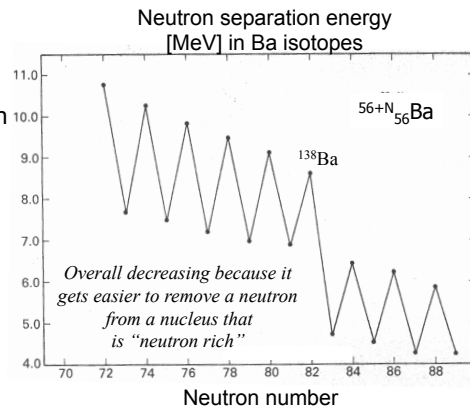 Neutron separation energy
[MeV] in Ba isotopes
n
11.0
10.0
9.0
8.0
7.0
6.0
5.0
4.0
56+N₅₆Ba
¹³⁸Ba
Overall decreasing because it
gets easier to remove a neutron
from a nucleus that
is “neutron rich”
70 72 74 76 78 80 82 84 86 88
Neutron number